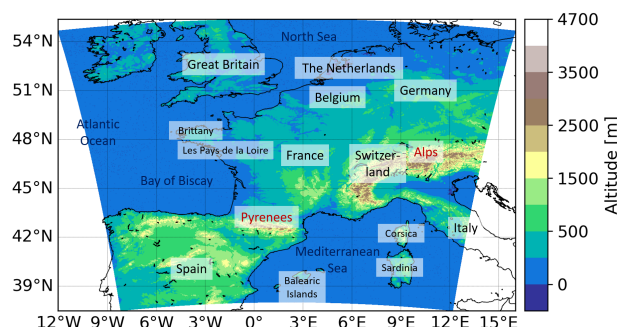 54°N
51°N
48°N
45°N
42°N
39°N
North Sea
Great Britain
The Netherlands
Belgium
Germany
Atlantic
Ocean
Brittany
Les Pays de la Loire
France
Switzer-
land
Alps
Bay of Biscay
Pyrenees
Corsica
Italy
Mediterranean
Sea
Spain
Sardinia
Balearic
Islands
12°W 9°W 6°W 3°W 0° 3°E 6°E 9°E 12°E 15°E
4700
3500
2500
1500
500
0
Altitude [m]